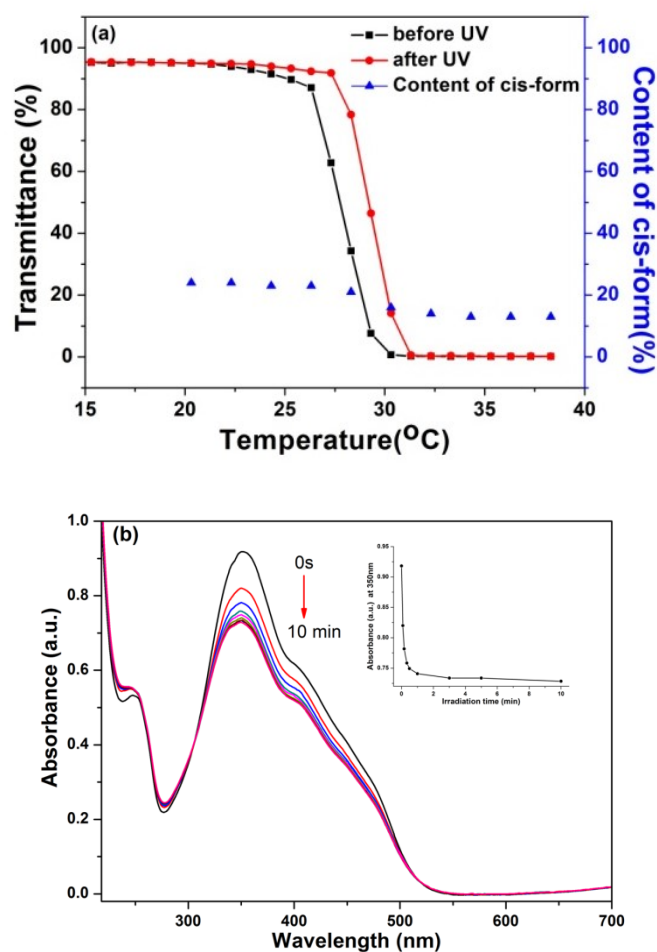 (a)
before UV
after UV
Content of cis-form
Transmittance (%)
100
80
60
40
20
0
100
80
60
40
20
0
Content of cis-form(%)
15 20 25 30 35 40
Temperature(°C)
(b)
0s
10 min
Absorbance (a.u.)
1.0
0.8
0.6
0.4
0.2
0.0
300 400 500 600 700
Wavelength (nm)
Absorbance (a.u.) at 350nm
0.95
0.90
0.85
0.80
0.75
0 2 4 6 8 10
Irradiation time (min)